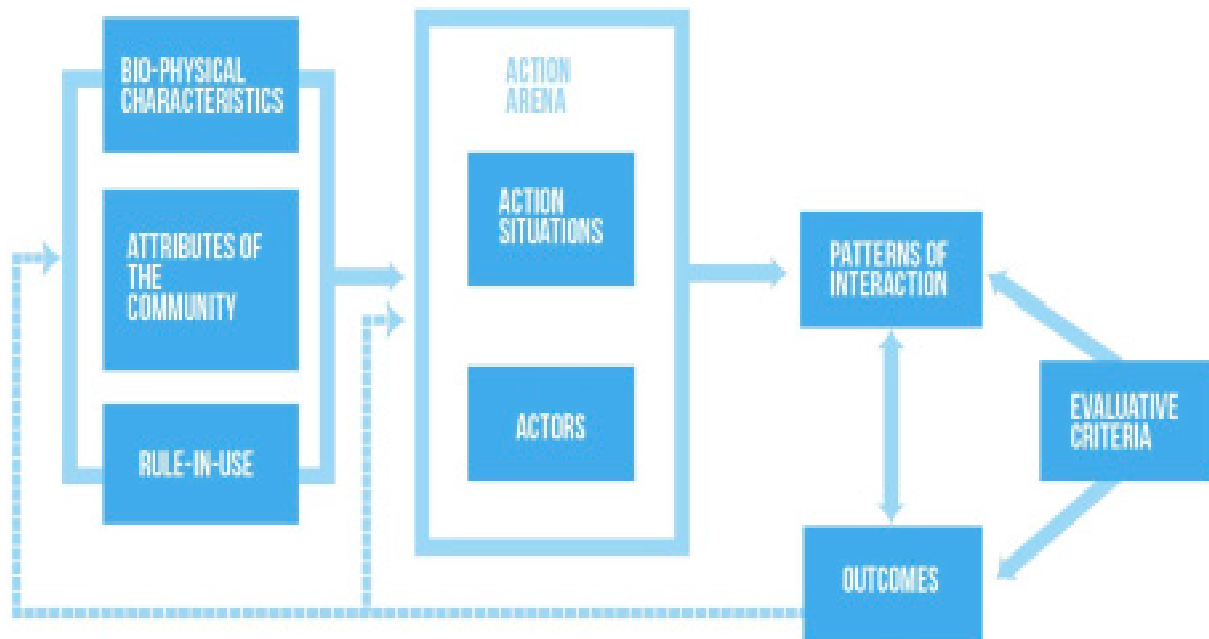 BIO-PHYSICAL
CHARACTERISTICS
ATTRIBUTES OF
THE
COMMUNITY
RULE-IN-USE
ACTION
ARENA
ACTION
SITUATIONS
ACTORS
PATTERNS OF
INTERACTION
OUTCOMES
EVALUATIVE
CRITERIA